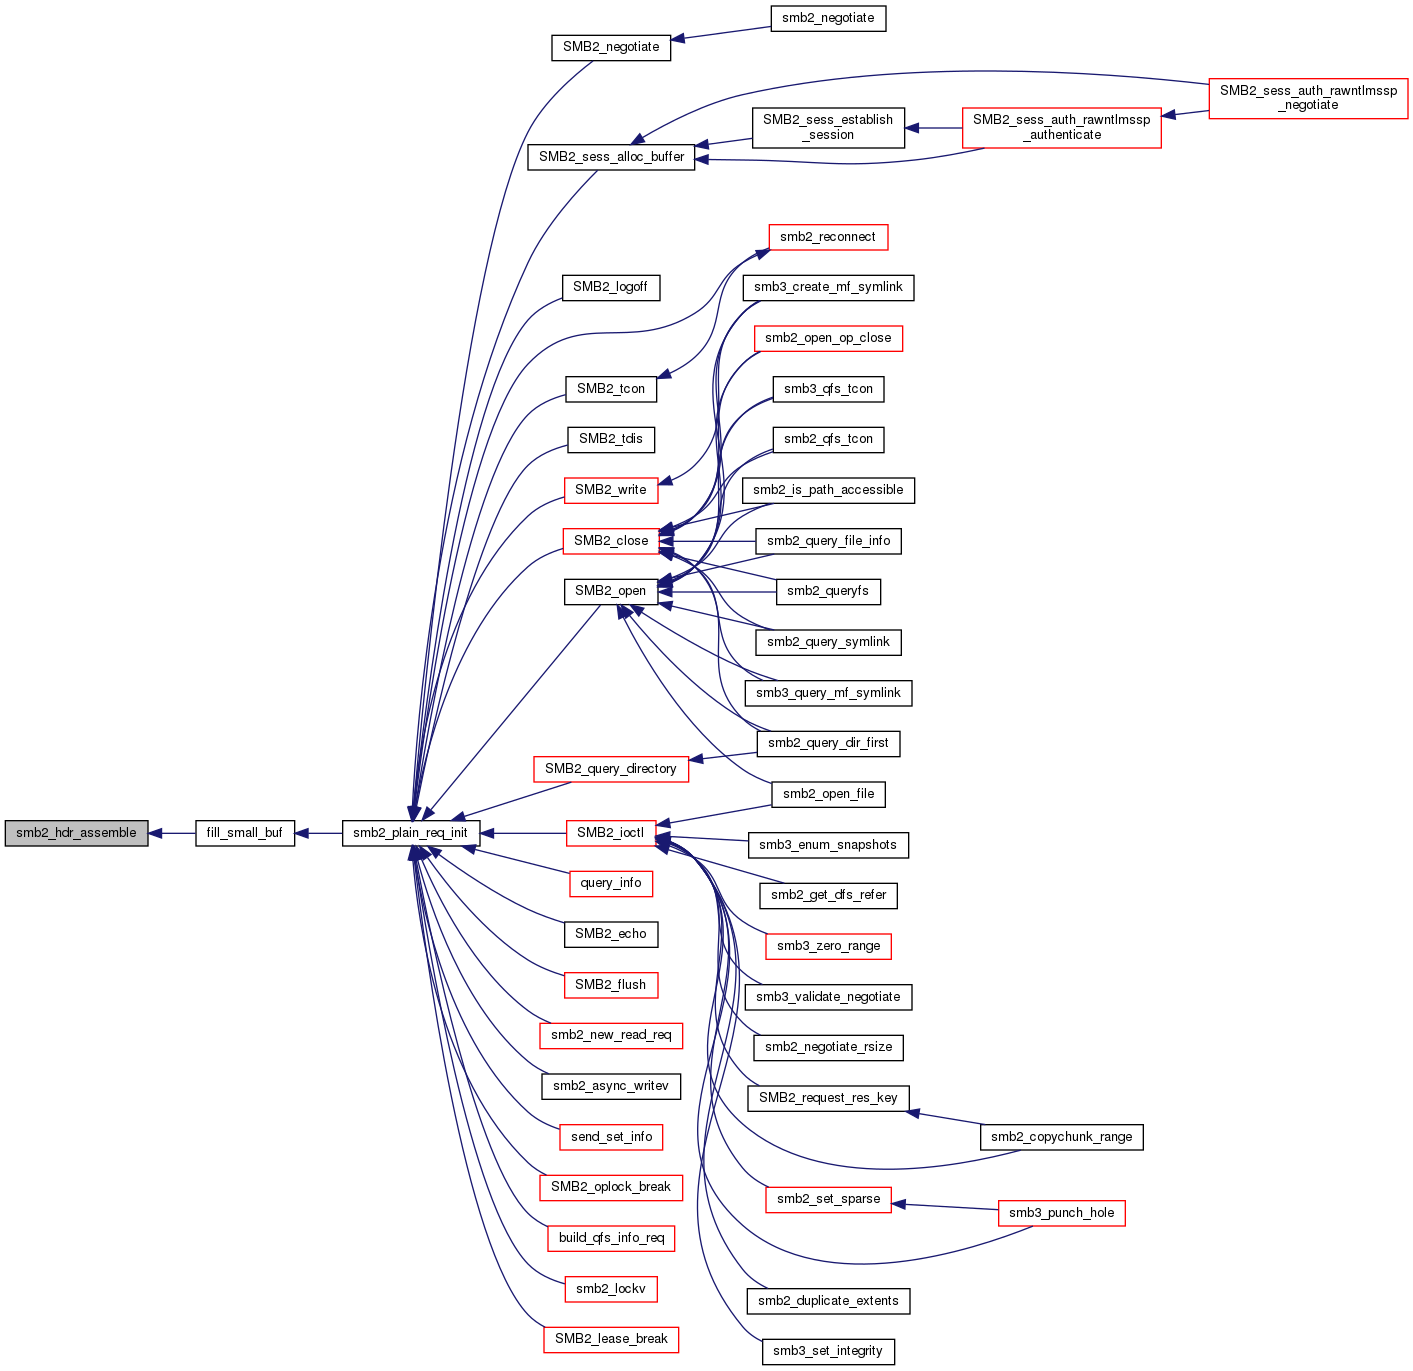 smb2_negotiate
SMB2_negotiate
SMB2_sess_auth_rawntlmssp
_negotiate
SMB2_sess_establish
_session
SMB2_sess_auth_rawntlmssp
_authenticate
SMB2_sess_alloc_buffer
smb2_reconnect
SMB2_logoff
smb3_create_mf_symlink
smb2_open_op_close
SMB2_tcon
smb3_qfs_tcon
SMB2_tdis
smb2_qfs_tcon
SMB2_write
smb2_is_path_accessible
SMB2_close
smb2_query_file_info
SMB2_open
smb2_queryfs
smb2_query_symlink
smb3_query_mf_symlink
smb2_query_dir_first
SMB2_query_directory
smb2_open_file
smb2_hdr_assemble
fill_small_buf
smb2_plain_req_init
SMB2_ioctl
smb3_enum_snapshots
query_info
smb2_get_dfs_refer
SMB2_echo
smb3_zero_range
SMB2_flush
smb3_validate_negotiate
smb2_new_read_req
smb2_negotiate_rsize
smb2_async_writev
SMB2_request_res_key
send_set_info
smb2_copychunk_range
SMB2_oplock_break
smb2_set_sparse
smb3_punch_hole
build_qfs_info_req
smb2_lockv
smb2_duplicate_extents
SMB2_lease_break
smb3_set_integrity